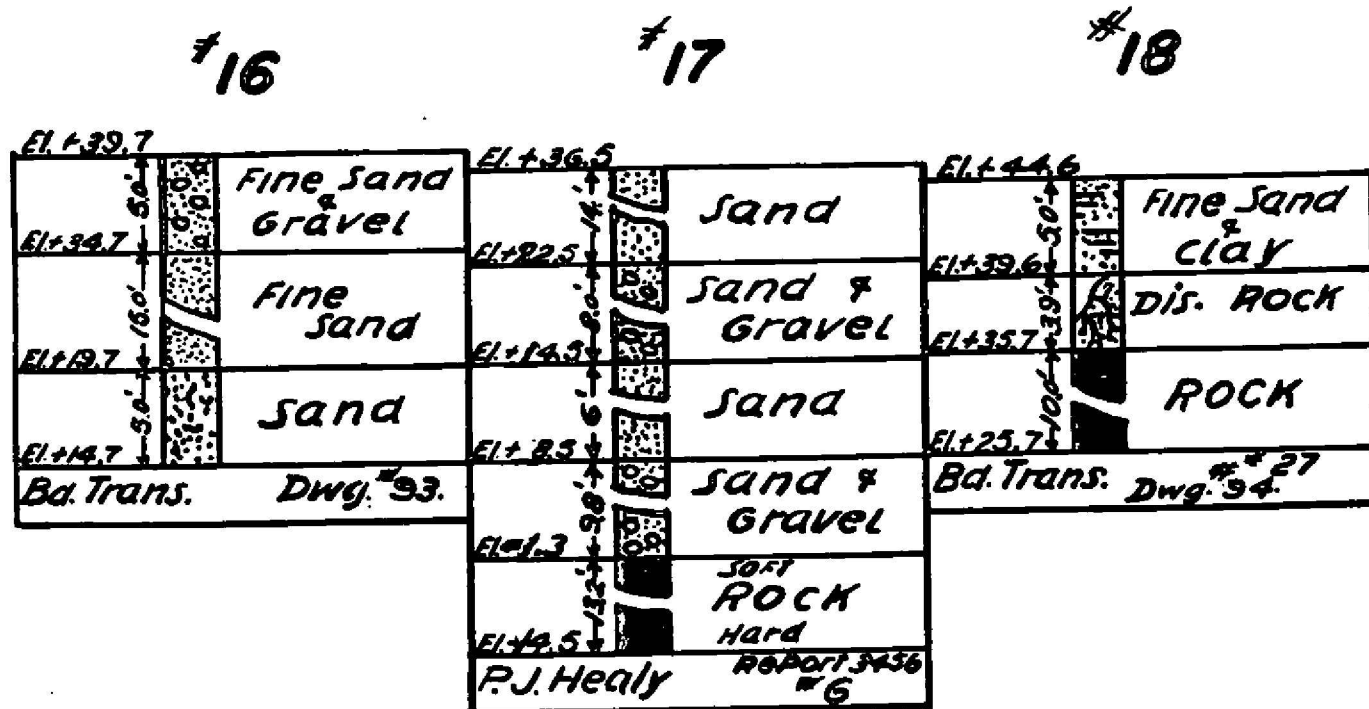 #16
El. +39.7
5.0'
Fine Sand
&
Gravel
El+34.7
15.0'
Fine
Sand
El+19.7
5.0'
Sand
El+14.7
Bd. Trans. Dwg. #93.
#17
El. +36.5
14.'
Sand
El+22.5
8.0'
Sand &
Gravel
El+14.5
6'
Sand
El+8.5
9.8'
Sand &
Gravel
El-1.3
13.2'
SOFT
ROCK
Hard
El-14.5
P.J. Healy Report 3456
#6
#18
El+44.6
5.0'
Fine Sand
&
Clay
El+39.6
3.9'
Dis. ROCK
El+35.7
10.0'
ROCK
El+25.7
Bd. Trans. Dwg. #94. #27